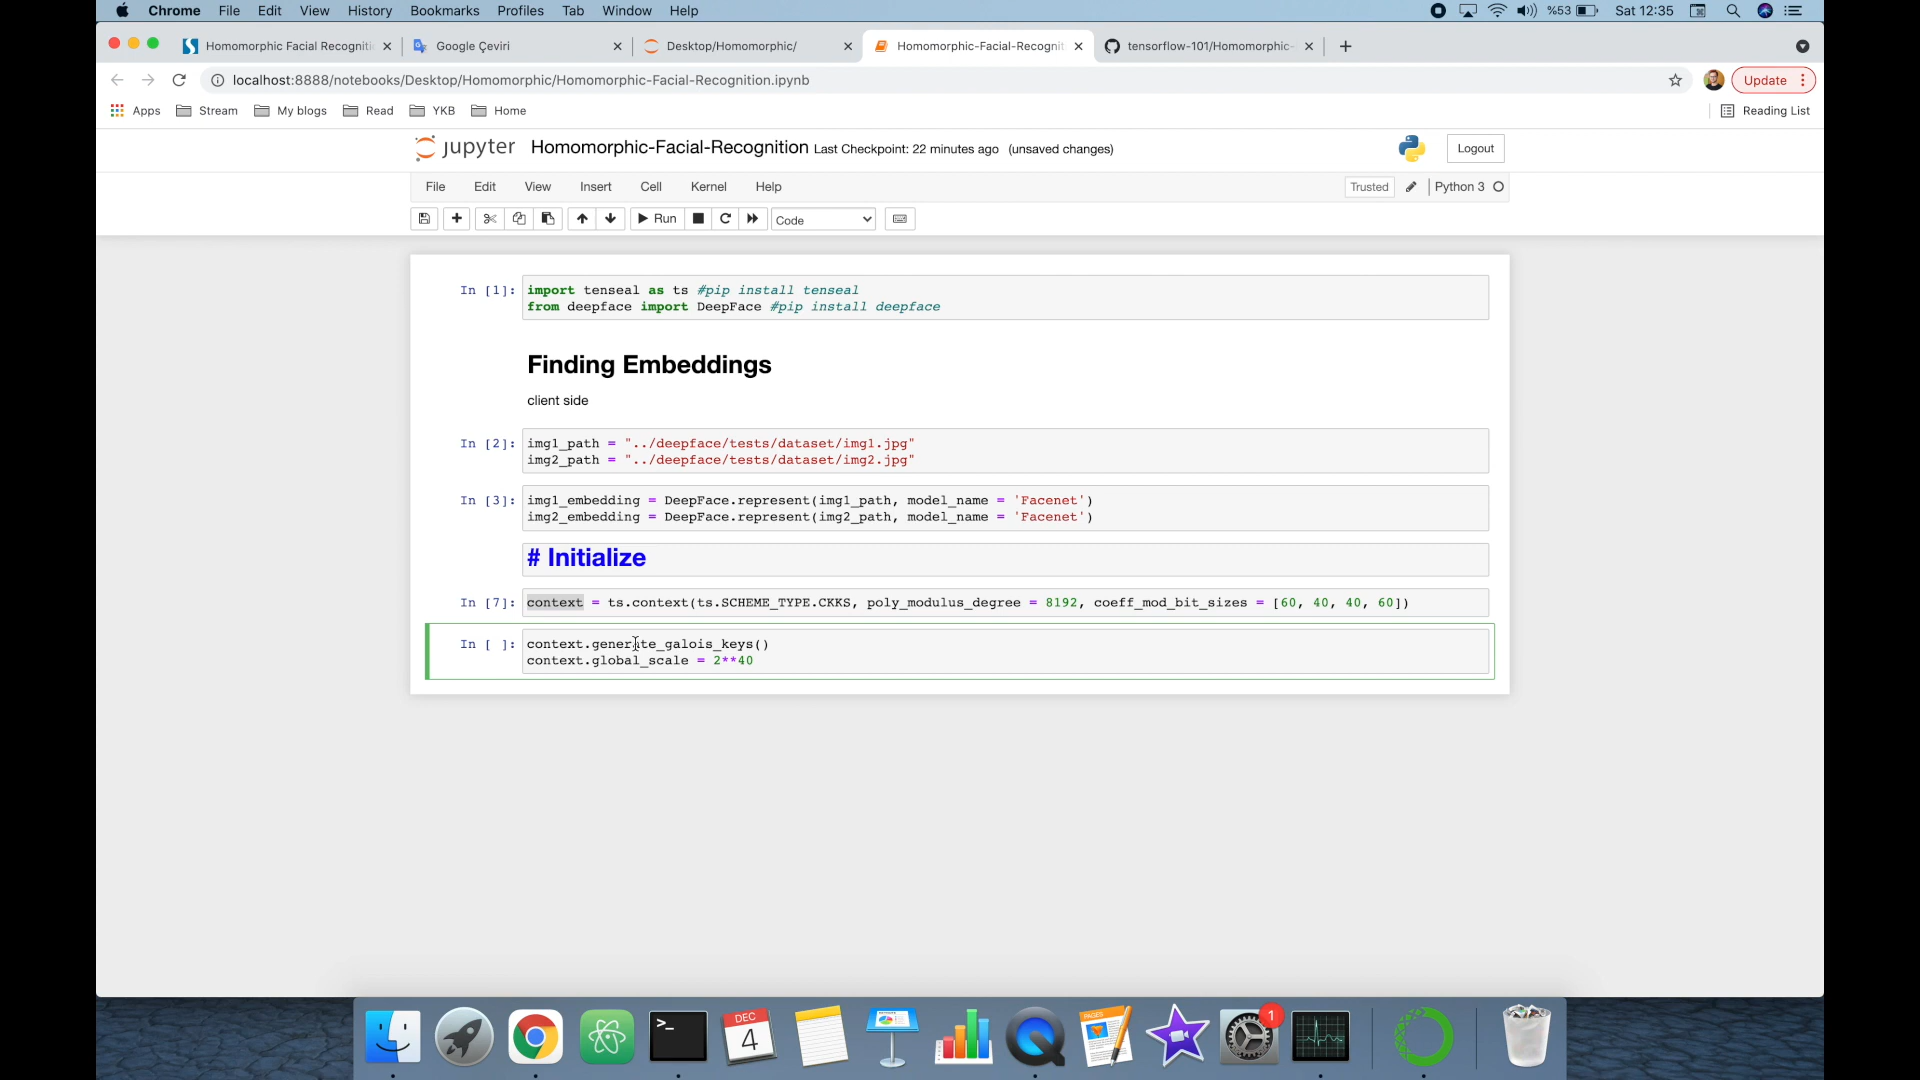 Chrome File Edit View History Bookmarks Profiles Tab Window Help
%53 Sat 12:35
Homomorphic Facial Recogniti
Google Çeviri
Desktop/Homomorphic/
Homomorphic-Facial-Recognit
tensorflow-101/Homomorphic-
localhost:8888/notebooks/Desktop/Homomorphic/Homomorphic-Facial-Recognition.ipynb
Update
Apps Stream My blogs Read YKB Home
Reading List
jupyter Homomorphic-Facial-Recognition Last Checkpoint: 22 minutes ago (unsaved changes)
Logout
File Edit View Insert Cell Kernel Help
Trusted Python 3
Run Code
In [1]: import tenseal as ts #pip install tenseal
from deepface import DeepFace #pip install deepface
Finding Embeddings
client side
In [2]: img1_path = "../deepface/tests/dataset/img1.jpg"
img2_path = "../deepface/tests/dataset/img2.jpg"
In [3]: img1_embedding = DeepFace.represent(img1_path, model_name = 'Facenet')
img2_embedding = DeepFace.represent(img2_path, model_name = 'Facenet')
# Initialize
In [7]: context = ts.context(ts.SCHEME_TYPE.CKKS, poly_modulus_degree = 8192, coeff_mod_bit_sizes = [60, 40, 40, 60])
In [ ]: context.generate_galois_keys()
context.global_scale = 2**40
>_
DEC
4
PAGES
1